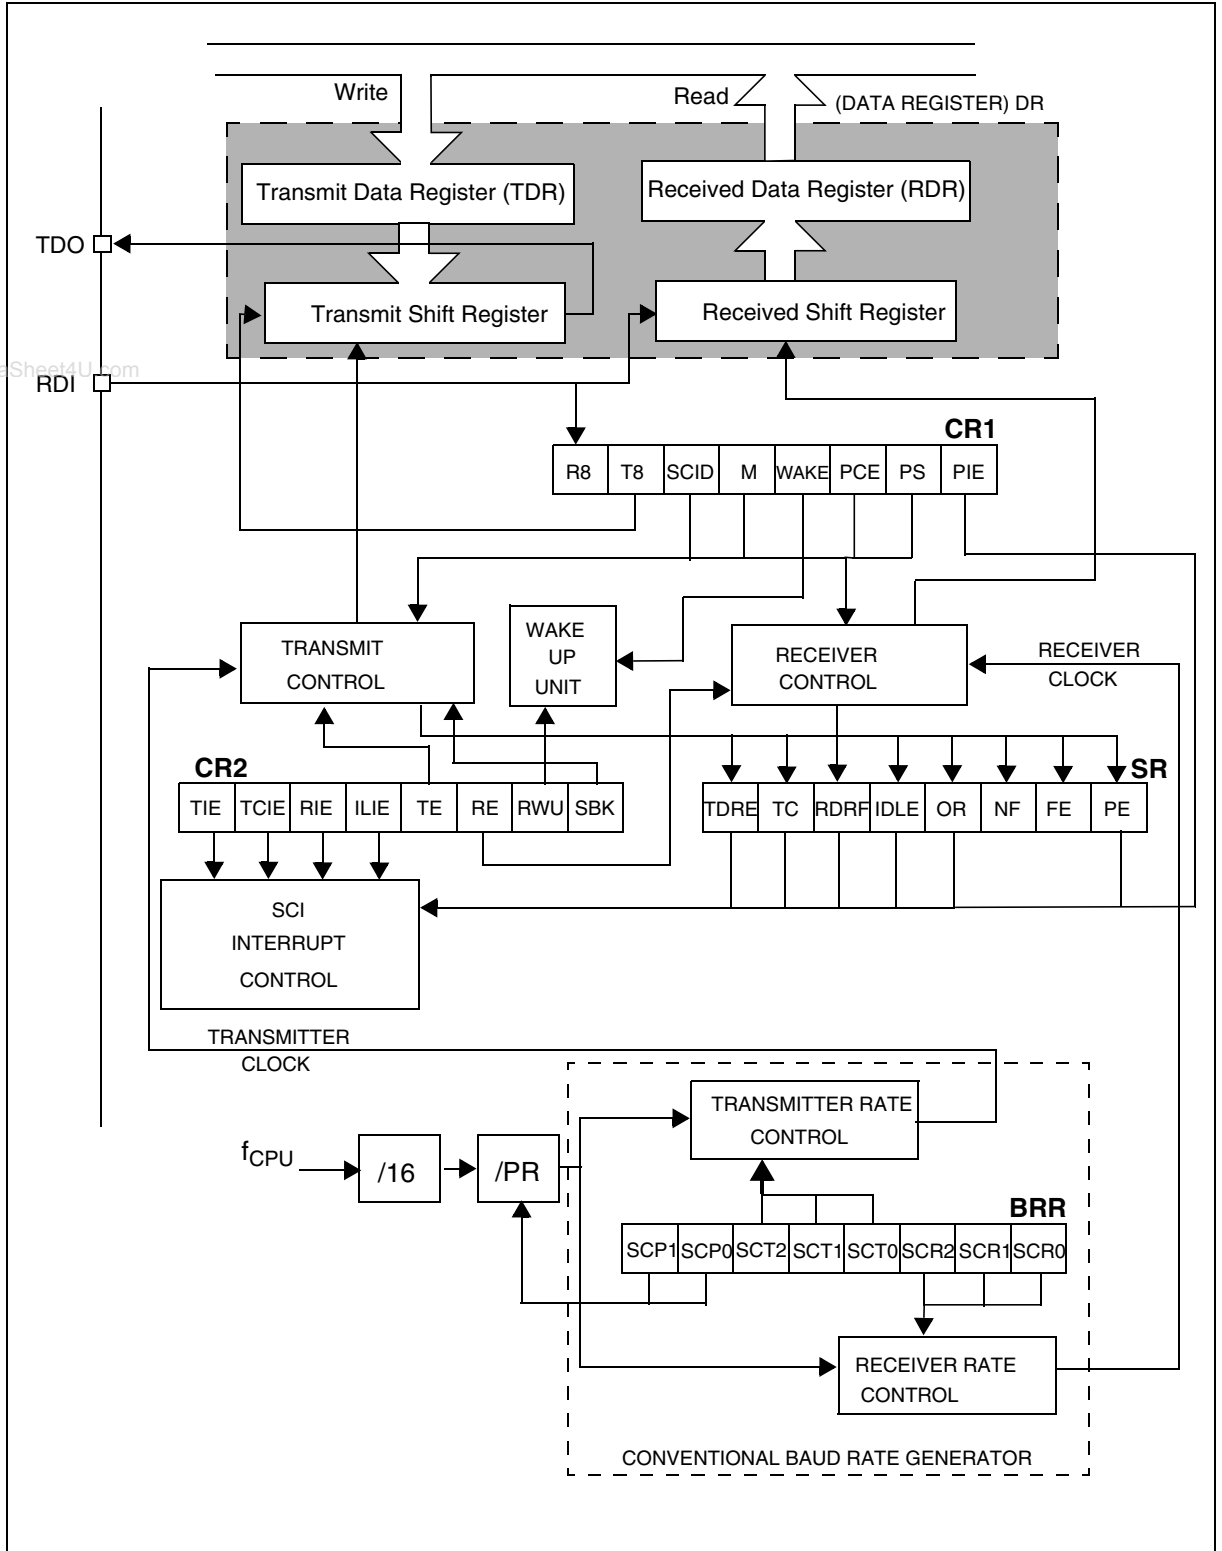 Write
Read
(DATA REGISTER) DR
Transmit Data Register (TDR)
Received Data Register (RDR)
TDO
Transmit Shift Register
Received Shift Register
aSheet4U.com
RDI
CR1
R8 T8 SCID M WAKE PCE PS PIE
TRANSMIT
CONTROL
WAKE
UP
UNIT
RECEIVER
CONTROL
RECEIVER
CLOCK
CR2
TIE TCIE RIE ILIE TE RE RWU SBK
SR
TDRE TC RDRF IDLE OR NF FE PE
SCI
INTERRUPT
CONTROL
TRANSMITTER
CLOCK
TRANSMITTER RATE
CONTROL
fCPU
/16
/PR
BRR
SCP1 SCP0 SCT2 SCT1 SCT0 SCR2 SCR1 SCR0
RECEIVER RATE
CONTROL
CONVENTIONAL BAUD RATE GENERATOR